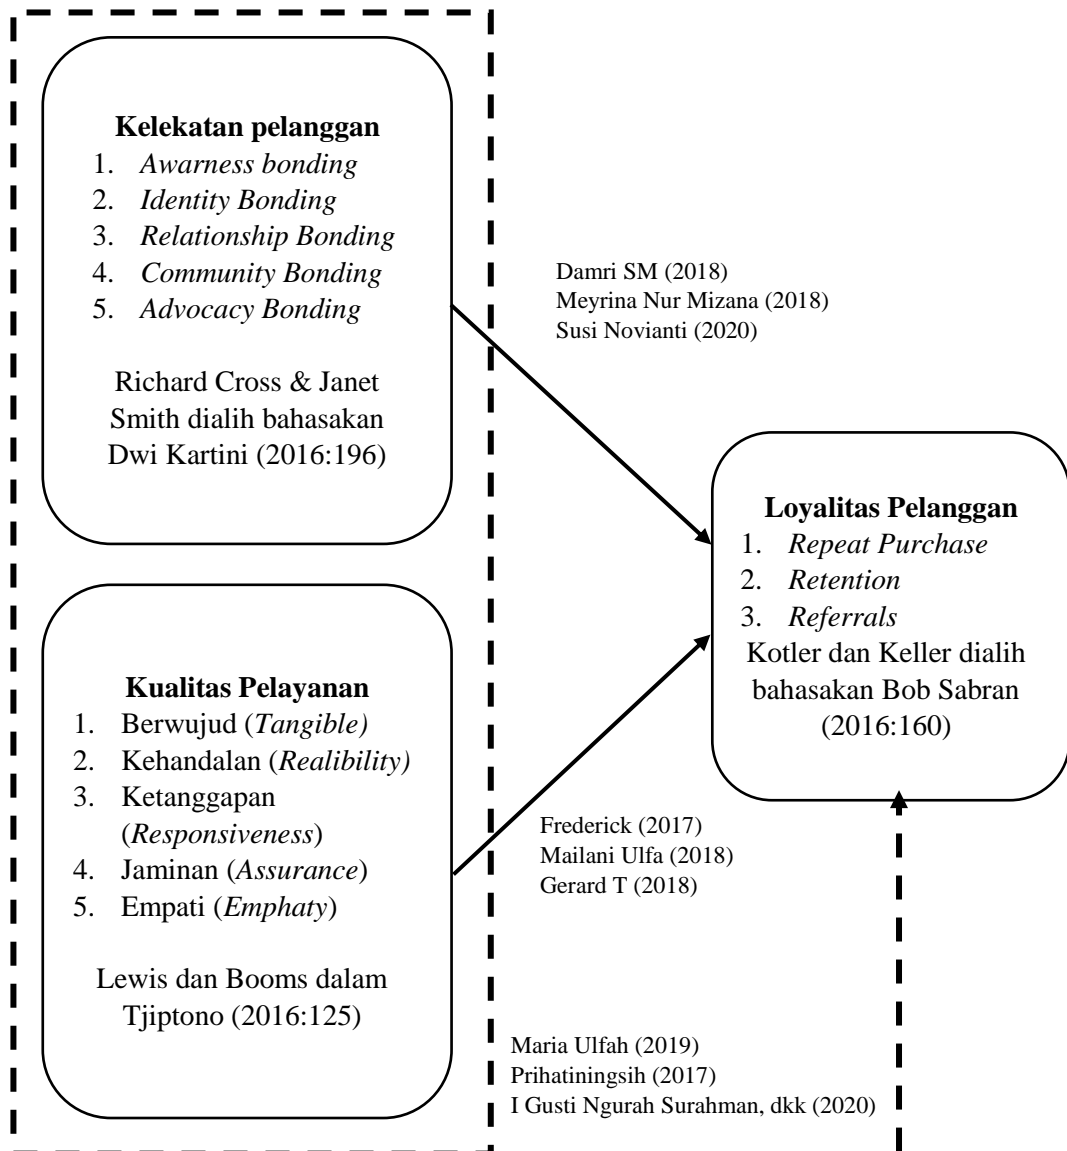 Kelekatan pelanggan
1. Awarness bonding
2. Identity Bonding
3. Relationship Bonding
4. Community Bonding
5. Advocacy Bonding
Richard Cross & Janet
Smith dialih bahasakan
Dwi Kartini (2016:196)
Damri SM (2018)
Meyrina Nur Mizana (2018)
Susi Novianti (2020)
Loyalitas Pelanggan
1. Repeat Purchase
2. Retention
3. Referrals
Kotler dan Keller dialih
bahasakan Bob Sabran
(2016:160)
Kualitas Pelayanan
1. Berwujud (Tangible)
2. Kehandalan (Realibility)
3. Ketanggapan
(Responsiveness)
4. Jaminan (Assurance)
5. Empati (Emphaty)
Lewis dan Booms dalam
Tjiptono (2016:125)
Frederick (2017)
Mailani Ulfa (2018)
Gerard T (2018)
Maria Ulfah (2019)
Prihatiningsih (2017)
I Gusti Ngurah Surahman, dkk (2020)